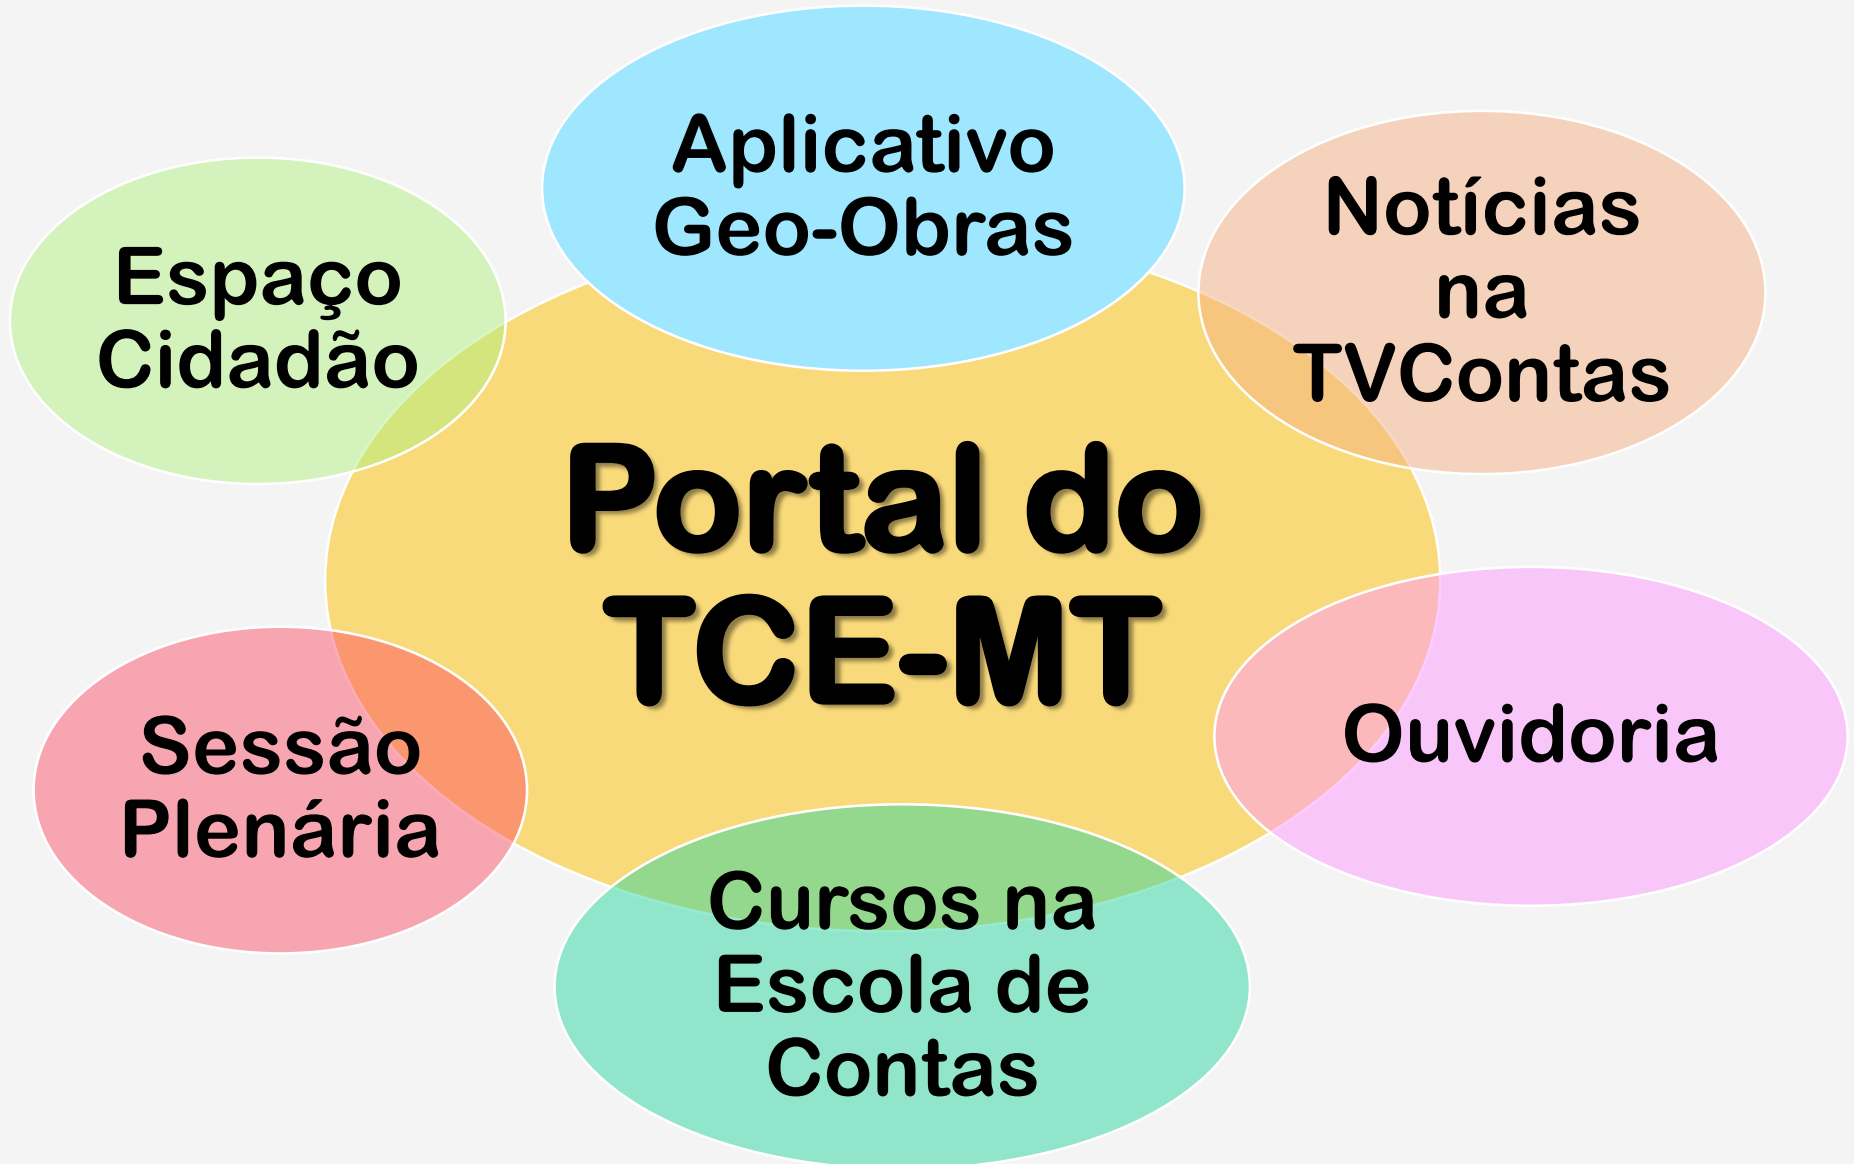 Aplicativo
Geo-Obras
Notícias
na
TVContas
Espaço
Cidadão
Portal do
TCE-MT
Ouvidoria
Sessão
Plenária
Cursos na
Escola de
Contas